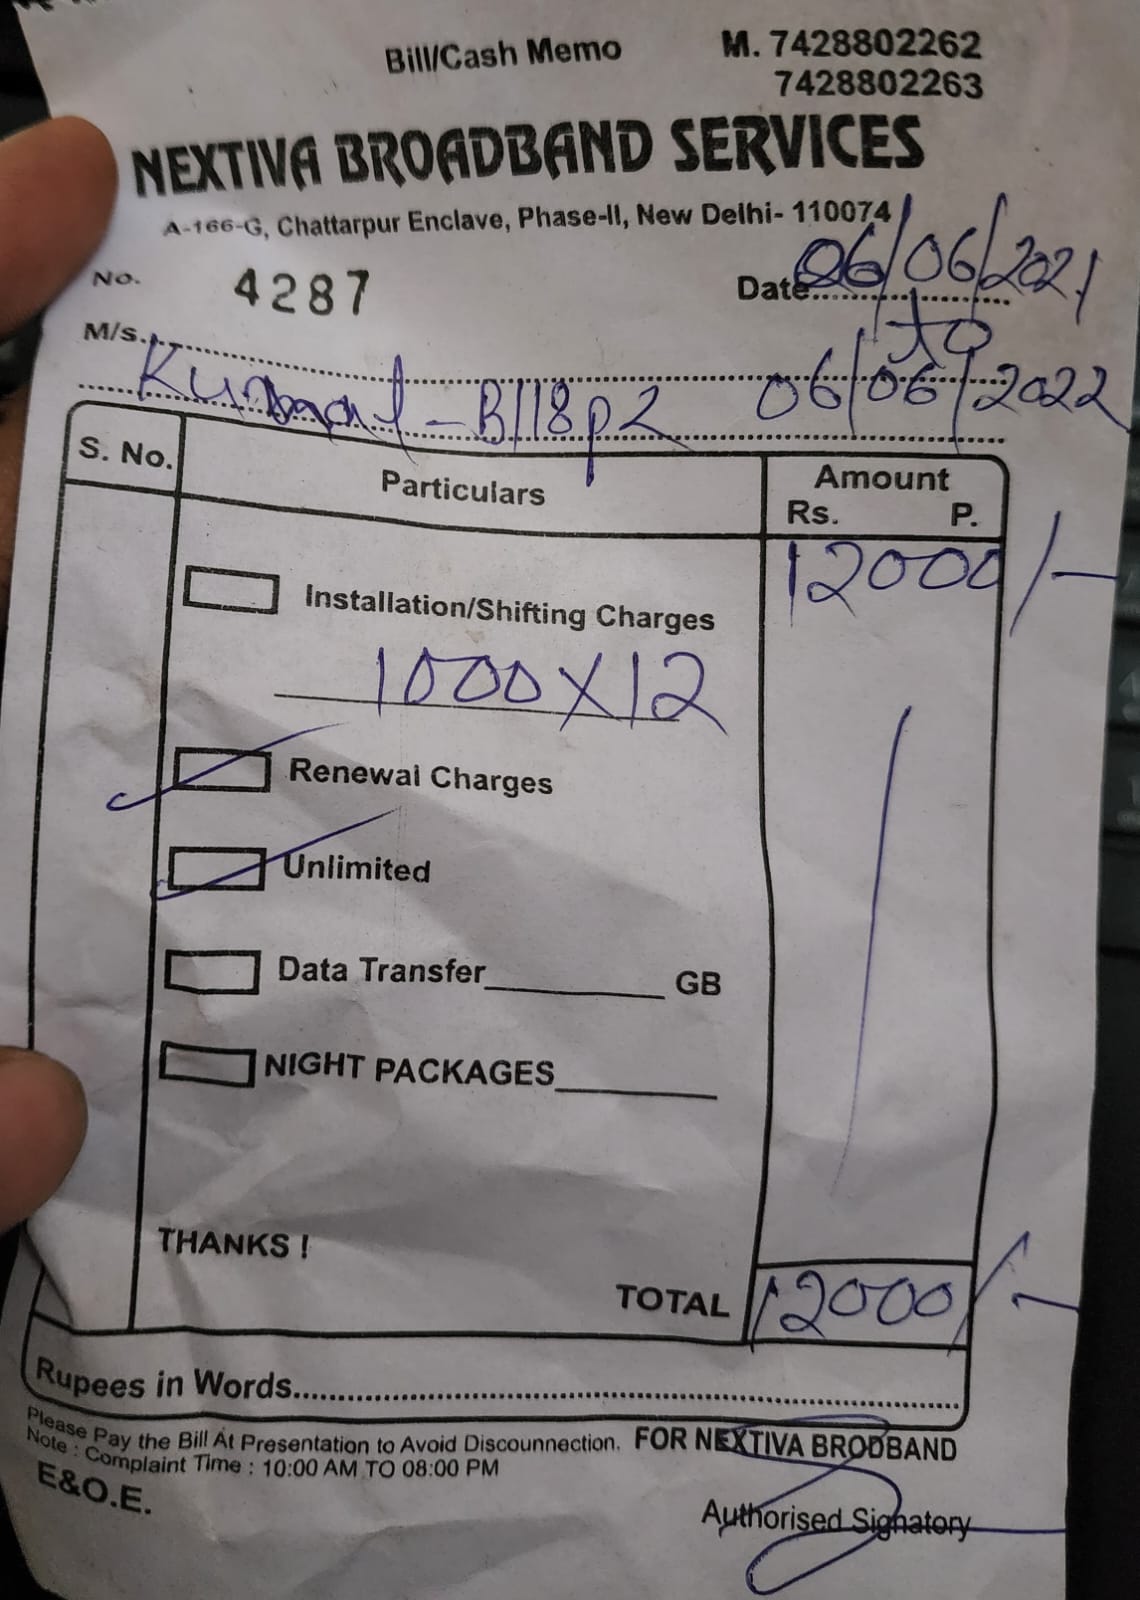 Bill/Cash Memo M. 7428802262
7428802263
NEXTIVA BROADBAND SERVICES
A-166-G, Chattarpur Enclave, Phase-II, New Delhi- 110074
No. 4287 Date 06/06/2021
to
M/s.
B118p2 06/06/2022
S. No. Particulars Amount
Rs. P.
12000/-
Installation/Shifting Charges
1000X12
Renewal Charges
Unlimited
Data Transfer GB
NIGHT PACKAGES
THANKS !
TOTAL 12000/-
Rupees in Words
Please Pay the Bill At Presentation to Avoid Discounnection. FOR NEXTIVA BRODBAND
Note : Complaint Time : 10:00 AM TO 08:00 PM
E&O.E.
Authorised Signatory